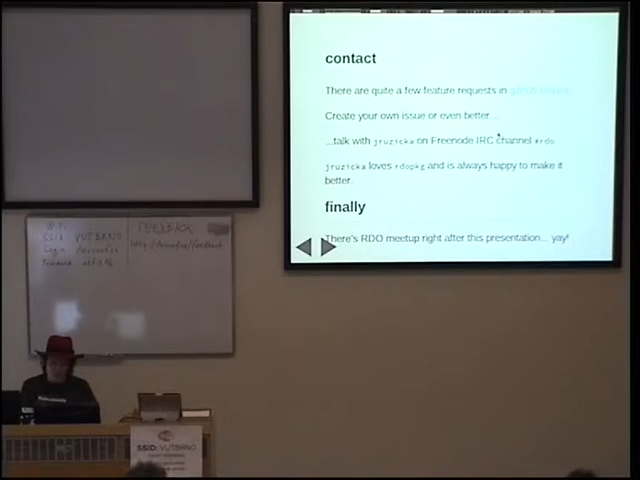 contact
There are quite a few feature requests in github issues.
Create your own issue or even better...
...talk with jruzicka on Freenode IRC channel #rdo
jruzicka loves rdopkg and is always happy to make it
better.
finally
There's RDO meetup right after this presentation... yay!
SSID VUTBRNO
FEEDBACK
SSID: VUTBRNO